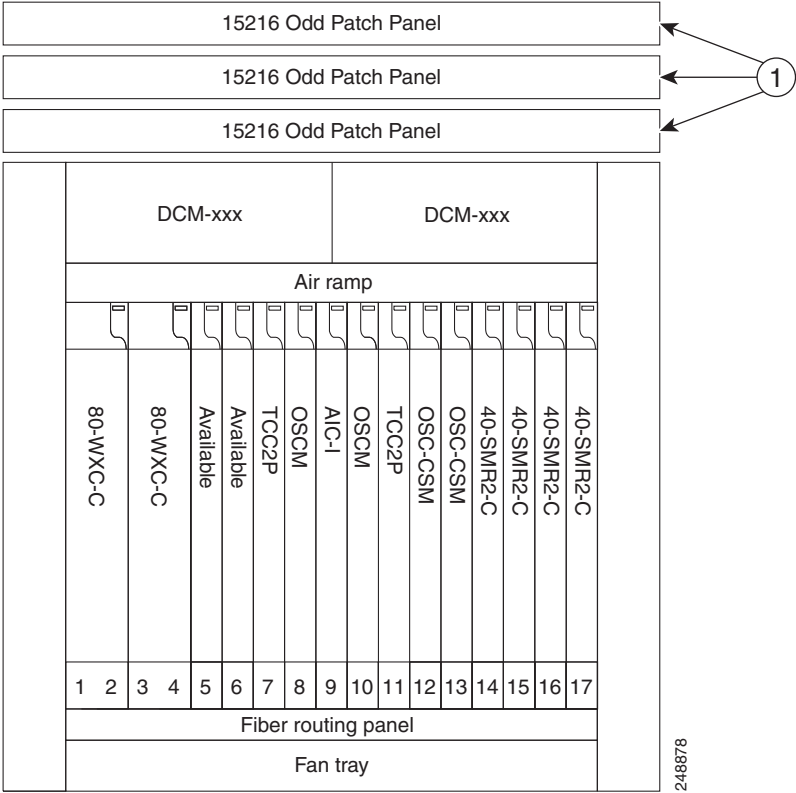 15216 Odd Patch Panel
15216 Odd Patch Panel
1
15216 Odd Patch Panel
DCM-xxx DCM-xxx
Air ramp
80-WXC-C
80-WXC-C
Available
Available
TCC2P
OSCM
AIC-I
OSCM
TCC2P
OSC-CSM
OSC-CSM
40-SMR2-C
40-SMR2-C
40-SMR2-C
40-SMR2-C
1 2 3 4 5 6 7 8 9 10 11 12 13 14 15 16 17
Fiber routing panel
Fan tray
248878